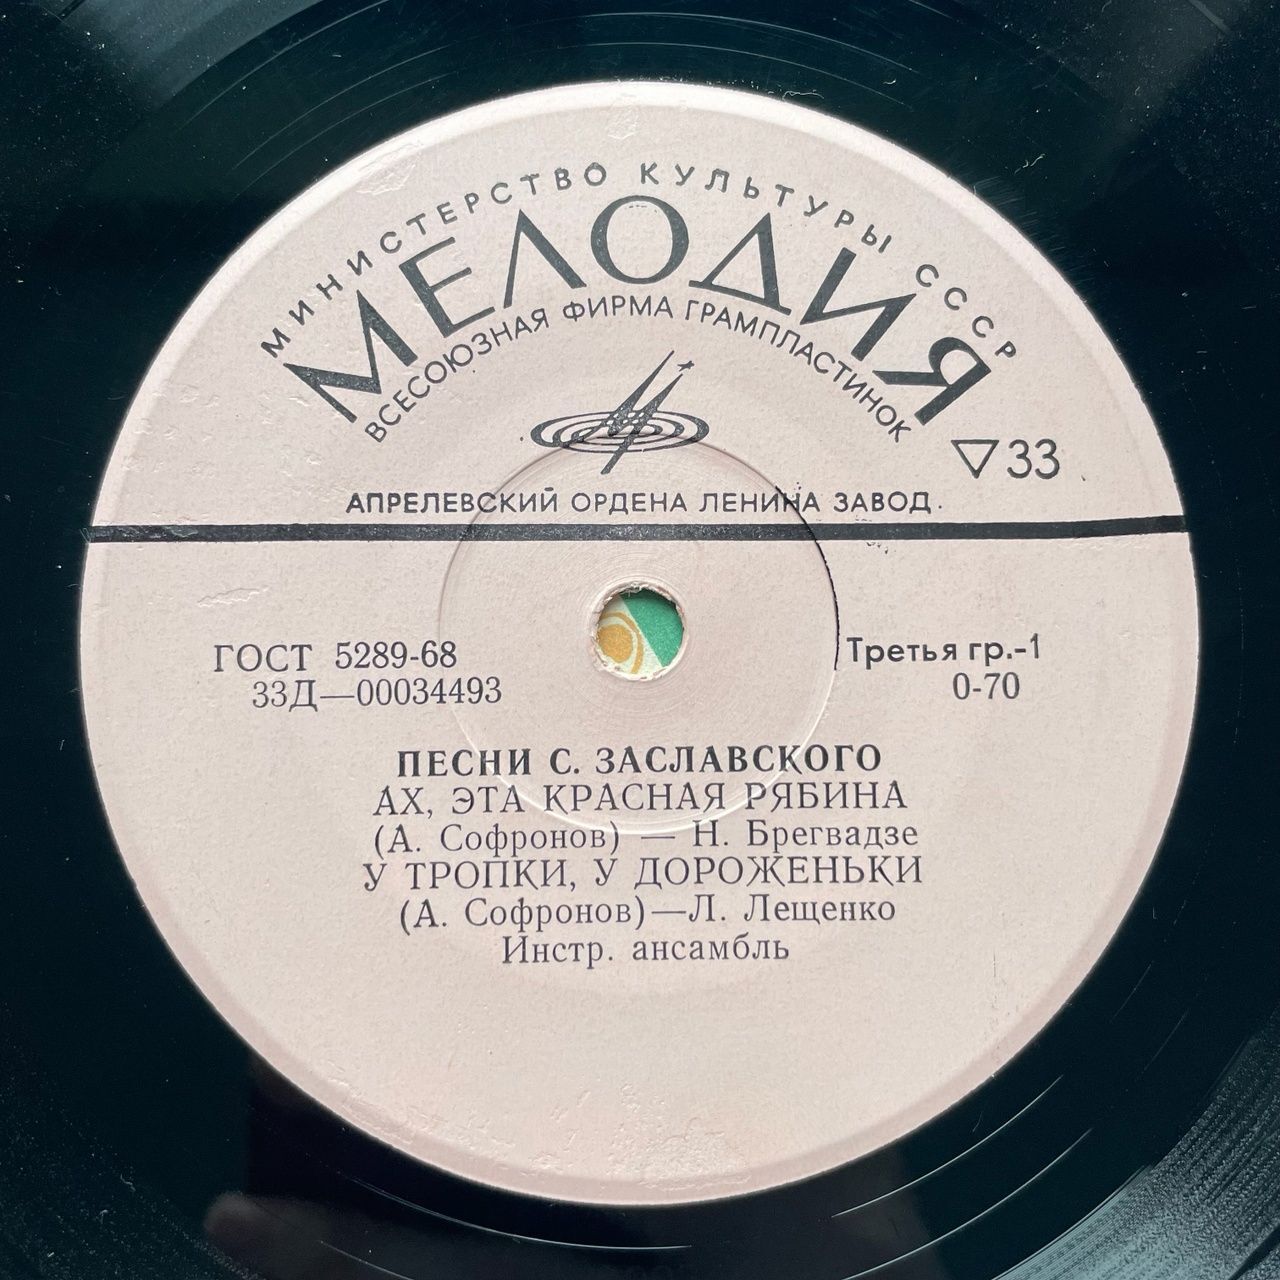 МИНИСТЕРСТВО КУЛЬТУРЫ СССР
МЕЛОДИЯ
ВСЕСОЮЗНАЯ ФИРМА ГРАМПЛАСТИНОК
▽33
АПРЕЛЕВСКИЙ ОРДЕНА ЛЕНИНА ЗАВОД.
ГОСТ 5289-68
Третья гр.-1
33Д—00034493
0-70
ПЕСНИ С. ЗАСЛАВСКОГО
АХ, ЭТА КРАСНАЯ РЯБИНА
(А. Софронов) — Н. Брегвадзе
У ТРОПКИ, У ДОРОЖЕНЬКИ
(А. Софронов)—Л. Лещенко
Инстр. ансамбль